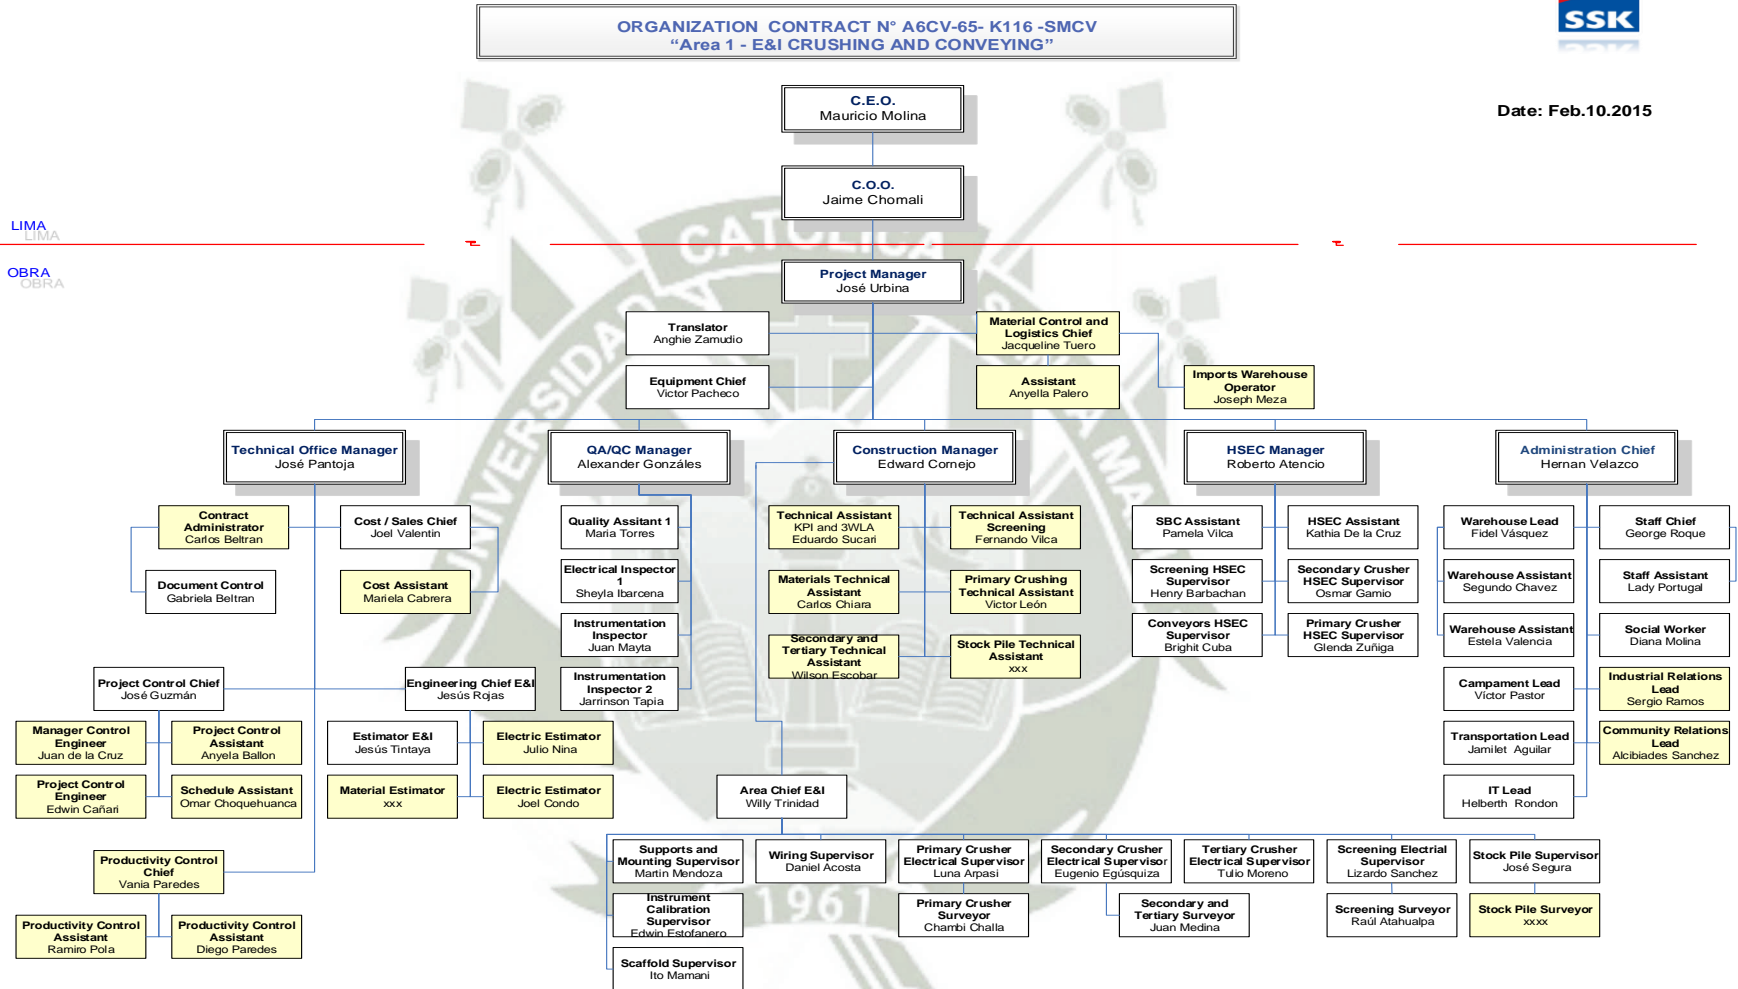 ORGANIZATION CONTRACT N° A6CV-65- K116 -SMCV
“Area 1 - E&I CRUSHING AND CONVEYING”
SSK
Date: Feb.10.2015
C.E.O.
Mauricio Molina
C.O.O.
Jaime Chomali
LIMA
OBRA
Project Manager
José Urbina
Translator
Anghie Zamudio
Material Control and
Logistics Chief
Jacqueline Tuero
Equipment Chief
Victor Pacheco
Assistant
Anyella Palero
Imports Warehouse
Operator
Joseph Meza
Technical Office Manager
José Pantoja
QA/QC Manager
Alexander Gonzáles
Construction Manager
Edward Cornejo
HSEC Manager
Roberto Atencio
Administration Chief
Hernan Velazco
Contract
Administrator
Carlos Beltran
Cost / Sales Chief
Joel Valentin
Document Control
Gabriela Beltran
Cost Assistant
Mariela Cabrera
Quality Assitant 1
Maria Torres
Electrical Inspector
1
Sheyla Ibarcena
Instrumentation
Inspector
Juan Mayta
Instrumentation
Inspector 2
Jarrinson Tapia
Technical Assistant
KPI and 3WLA
Eduardo Sucari
Technical Assistant
Screening
Fernando Vilca
Materials Technical
Assistant
Carlos Chiara
Primary Crushing
Technical Assistant
Victor León
Secondary and
Tertiary Technical
Assistant
Wilson Escobar
Stock Pile Technical
Assistant
xxx
SBC Assistant
Pamela Vilca
HSEC Assistant
Kathia De la Cruz
Screening HSEC
Supervisor
Henry Barbachan
Secondary Crusher
HSEC Supervisor
Osmar Gamio
Conveyors HSEC
Supervisor
Brighit Cuba
Primary Crusher
HSEC Supervisor
Glenda Zuñiga
Warehouse Lead
Fidel Vásquez
Staff Chief
George Roque
Warehouse Assistant
Segundo Chavez
Staff Assistant
Lady Portugal
Warehouse Assistant
Estela Valencia
Social Worker
Diana Molina
Campament Lead
Víctor Pastor
Industrial Relations
Lead
Sergio Ramos
Transportation Lead
Jamilet Aguilar
Community Relations
Lead
Alcibiades Sanchez
IT Lead
Helberth Rondon
Project Control Chief
José Guzmán
Engineering Chief E&I
Jesús Rojas
Manager Control
Engineer
Juan de la Cruz
Project Control
Assistant
Anyela Ballon
Project Control
Engineer
Edwin Cañari
Schedule Assistant
Omar Choquehuanca
Estimator E&I
Jesús Tintaya
Electric Estimator
Julio Nina
Material Estimator
xxx
Electric Estimator
Joel Condo
Productivity Control
Chief
Vania Paredes
Productivity Control
Assistant
Ramiro Pola
Productivity Control
Assistant
Diego Paredes
Area Chief E&I
Willy Trinidad
Supports and
Mounting Supervisor
Martin Mendoza
Wiring Supervisor
Daniel Acosta
Primary Crusher
Electrical Supervisor
Luna Arpasi
Secondary Crusher
Electrical Supervisor
Eugenio Egúsquiza
Tertiary Crusher
Electrical Supervisor
Tulio Moreno
Screening Electrial
Supervisor
Lizardo Sanchez
Stock Pile Supervisor
José Segura
Instrument
Calibration
Supervisor
Edwin Estofanero
Primary Crusher
Surveyor
Chambi Challa
Secondary and
Tertiary Surveyor
Juan Medina
Screening Surveyor
Raúl Atahualpa
Stock Pile Surveyor
xxxx
Scaffold Supervisor
Ito Mamani
UNIVERSIDAD CATOLICA
1961